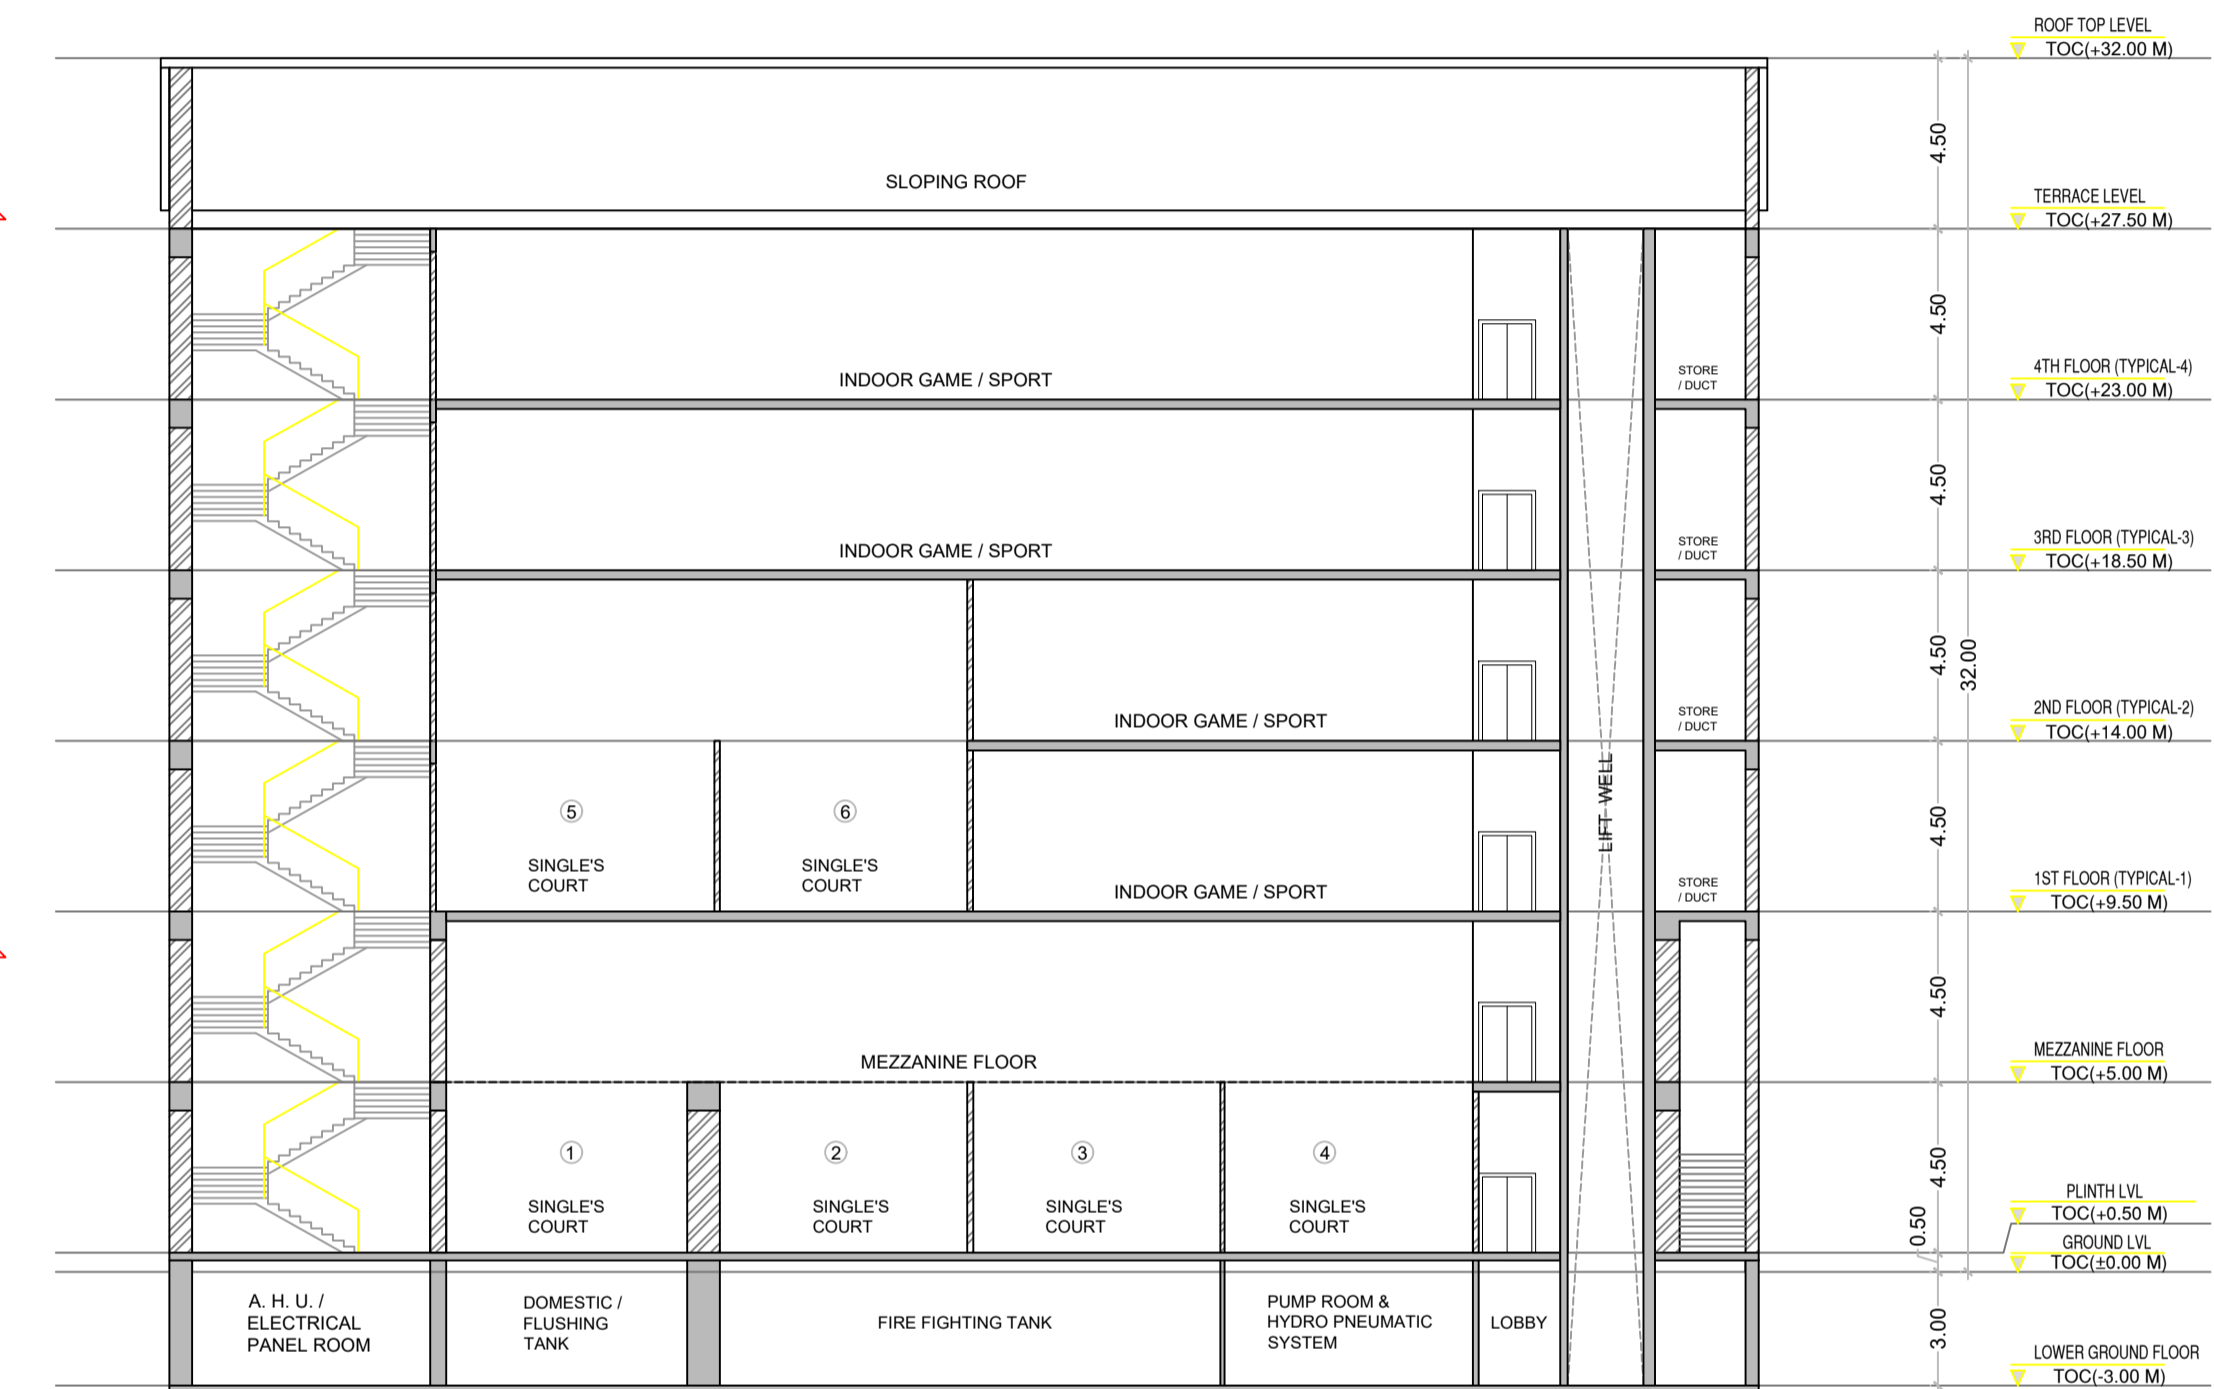 ROOF TOP LEVEL
TOC(+32.00 M)
4.50
SLOPING ROOF
TERRACE LEVEL
TOC(+27.50 M)
4.50
INDOOR GAME / SPORT
STORE
/ DUCT
4TH FLOOR (TYPICAL-4)
TOC(+23.00 M)
4.50
INDOOR GAME / SPORT
STORE
/ DUCT
3RD FLOOR (TYPICAL-3)
TOC(+18.50 M)
4.50
32.00
INDOOR GAME / SPORT
STORE
/ DUCT
2ND FLOOR (TYPICAL-2)
TOC(+14.00 M)
LIFT WELL
4.50
5
6
SINGLE'S
COURT
SINGLE'S
COURT
INDOOR GAME / SPORT
STORE
/ DUCT
1ST FLOOR (TYPICAL-1)
TOC(+9.50 M)
4.50
MEZZANINE FLOOR
MEZZANINE FLOOR
TOC(+5.00 M)
4.50
1
2
3
4
SINGLE'S
COURT
SINGLE'S
COURT
SINGLE'S
COURT
SINGLE'S
COURT
PLINTH LVL
TOC(+0.50 M)
0.50
GROUND LVL
TOC(±0.00 M)
A. H. U. /
ELECTRICAL
PANEL ROOM
DOMESTIC /
FLUSHING
TANK
FIRE FIGHTING TANK
PUMP ROOM &
HYDRO PNEUMATIC
SYSTEM
LOBBY
3.00
LOWER GROUND FLOOR
TOC(-3.00 M)